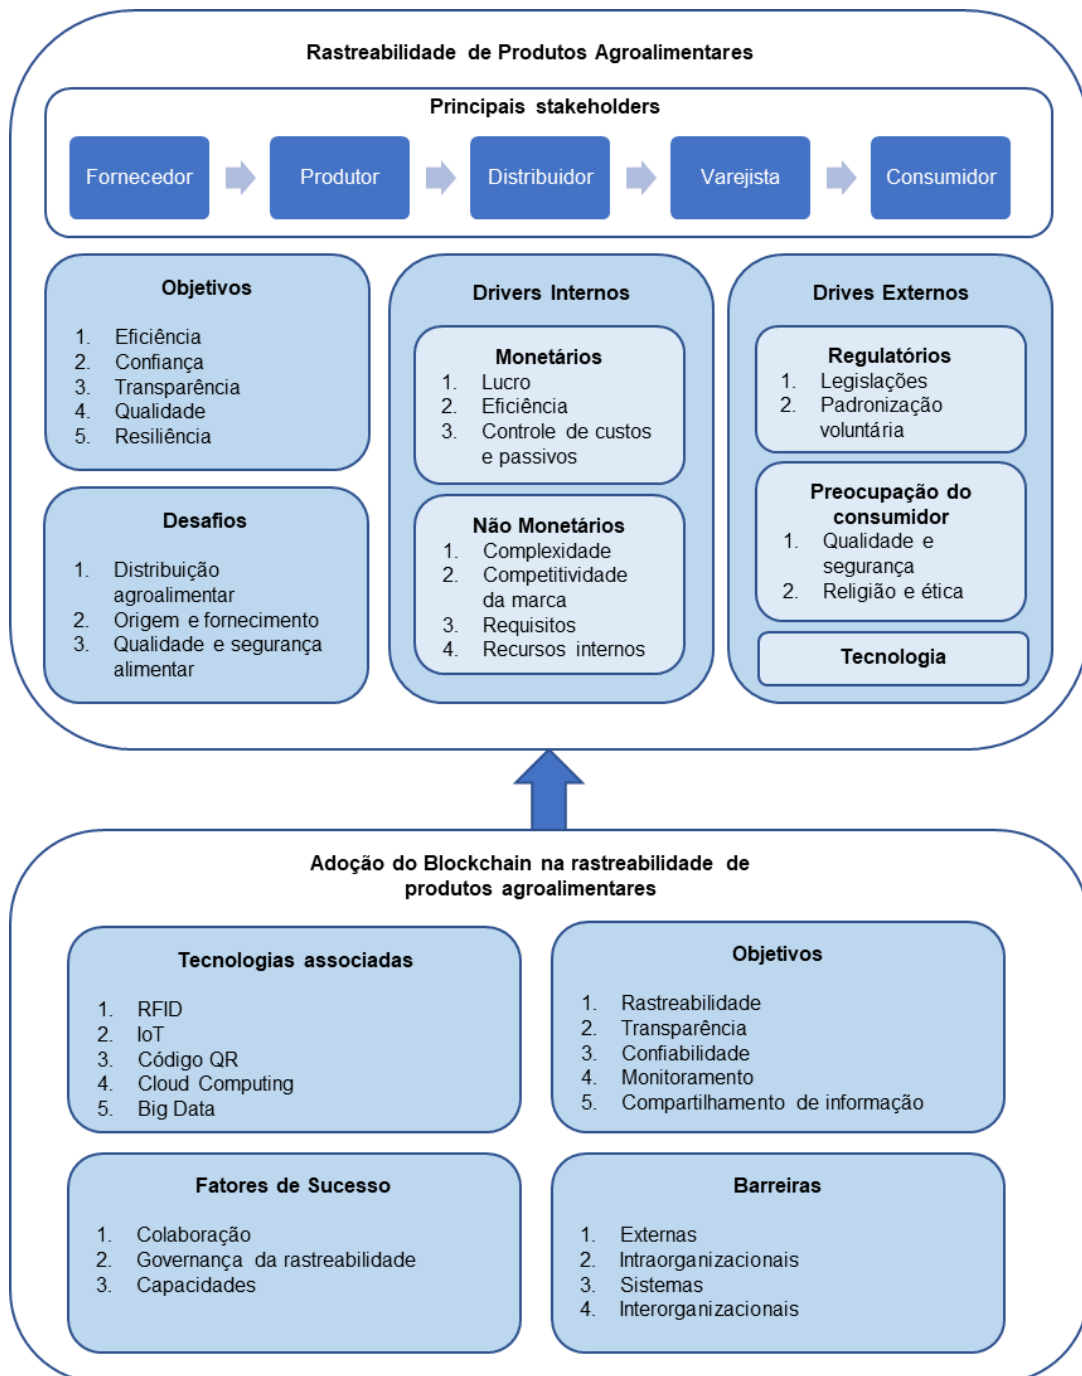 Rastreabilidade de Produtos Agroalimentares
Principais stakeholders
Fornecedor
Produtor
Distribuidor
Varejista
Consumidor
Objetivos
1. Eficiência
2. Confiança
3. Transparência
4. Qualidade
5. Resiliência
Desafios
1. Distribuição
agroalimentar
2. Origem e fornecimento
3. Qualidade e segurança
alimentar
Drivers Internos
Monetários
1. Lucro
2. Eficiência
3. Controle de custos
e passivos
Não Monetários
1. Complexidade
2. Competitividade
da marca
3. Requisitos
4. Recursos internos
Drives Externos
Regulatórios
1. Legislações
2. Padronização
voluntária
Preocupação do
consumidor
1. Qualidade e
segurança
2. Religião e ética
Tecnologia
Adoção do Blockchain na rastreabilidade de
produtos agroalimentares
Tecnologias associadas
1. RFID
2. IoT
3. Código QR
4. Cloud Computing
5. Big Data
Objetivos
1. Rastreabilidade
2. Transparência
3. Confiabilidade
4. Monitoramento
5. Compartilhamento de informação
Fatores de Sucesso
1. Colaboração
2. Governança da rastreabilidade
3. Capacidades
Barreiras
1. Externas
2. Intraorganizacionais
3. Sistemas
4. Interorganizacionais